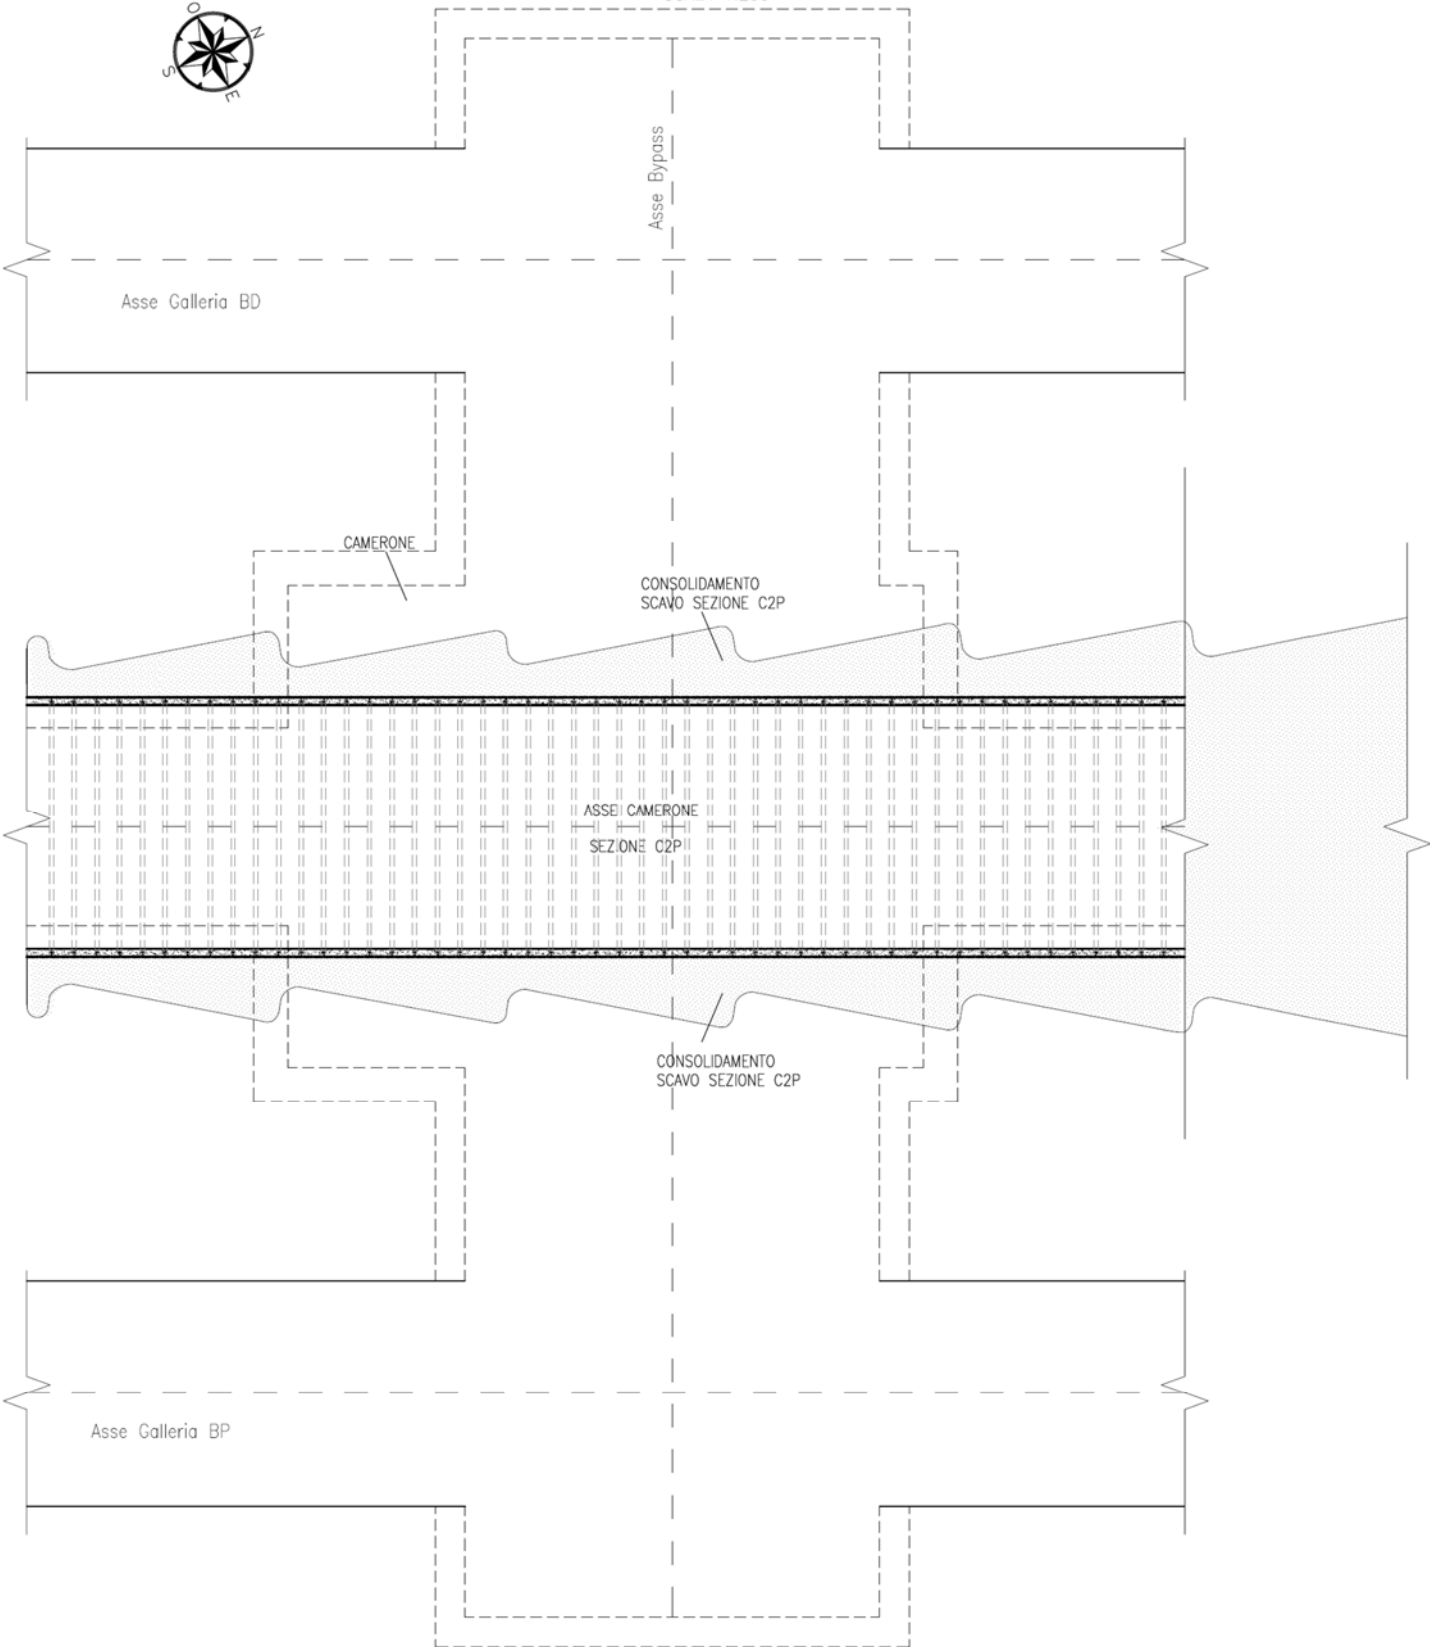 O
N
S
E
Asse Bypass
Asse Galleria BD
CAMERONE
CONSOLIDAMENTO
SCAVO SEZIONE C2P
ASSE CAMERONE
SEZIONE C2P
CONSOLIDAMENTO
SCAVO SEZIONE C2P
Asse Galleria BP